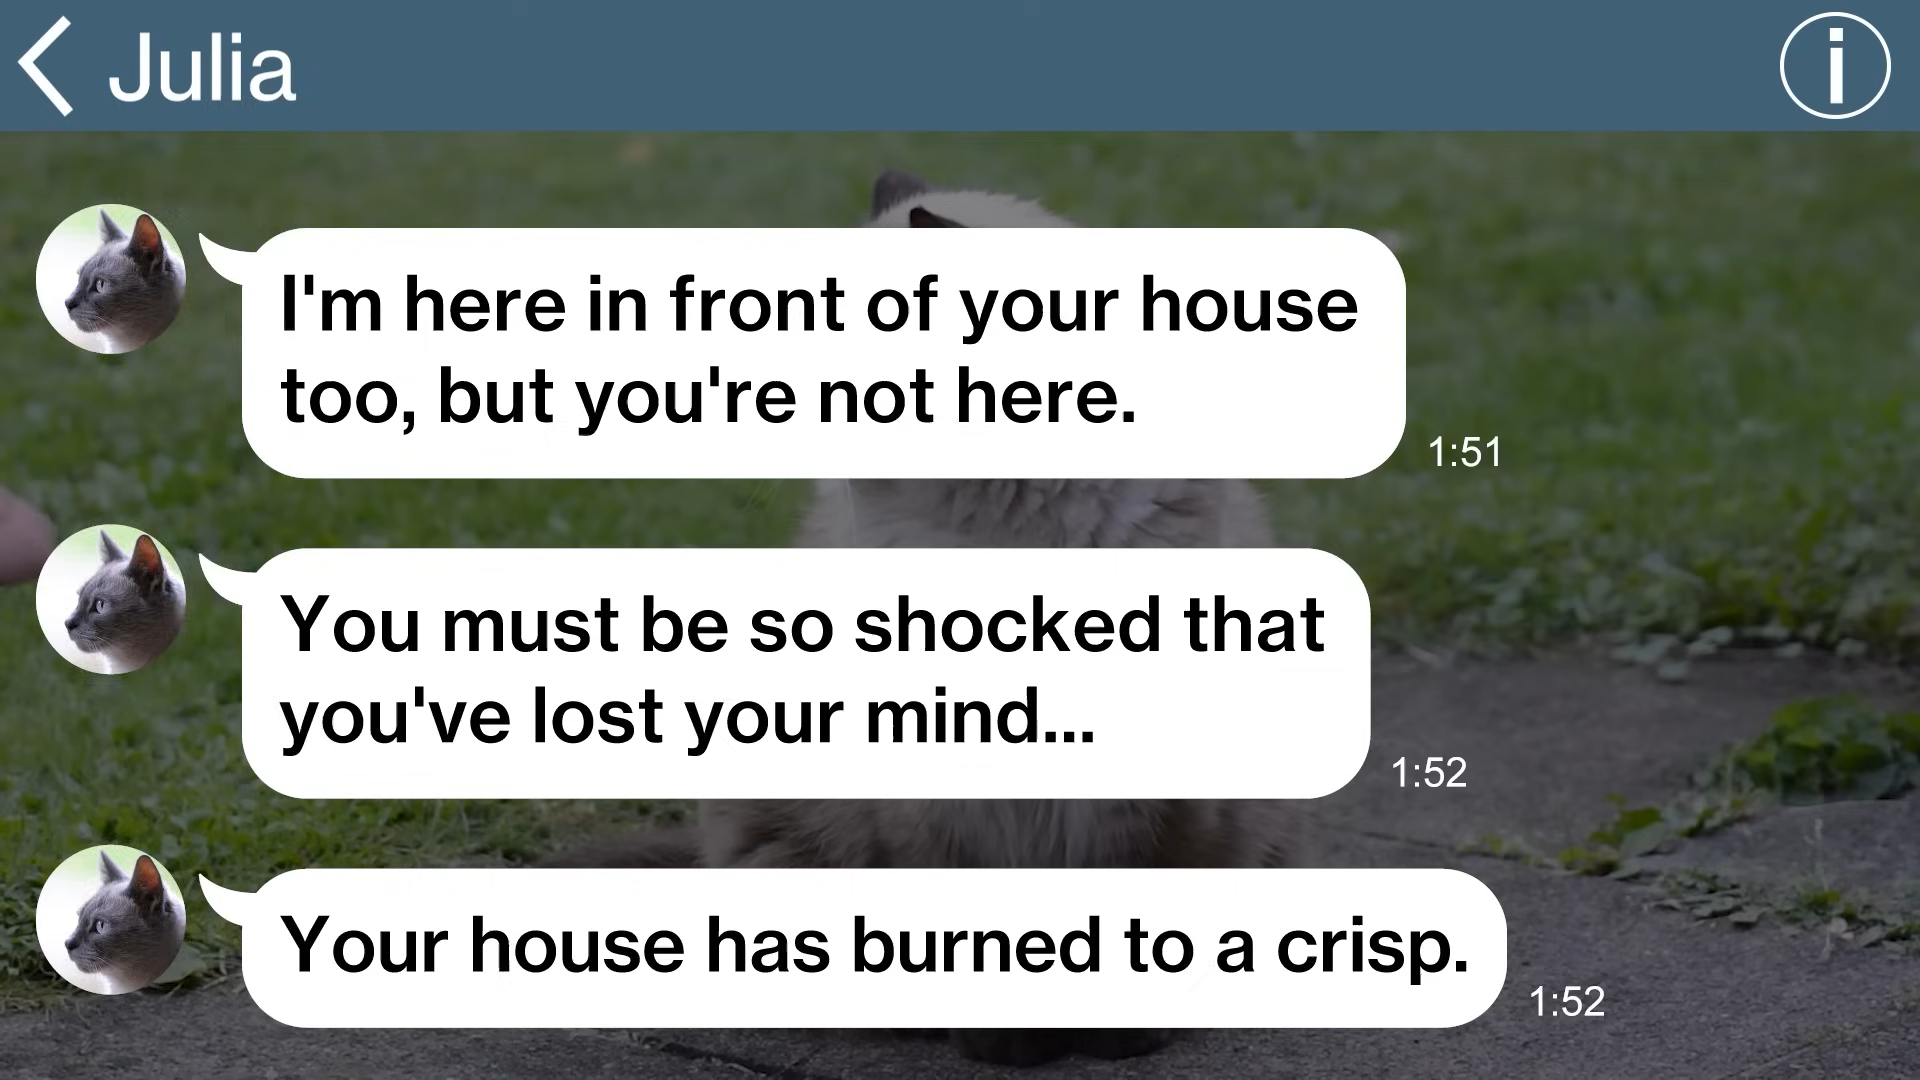 Julia
I'm here in front of your house
too, but you're not here.
1:51
You must be so shocked that
you've lost your mind...
1:52
Your house has burned to a crisp.
1:52